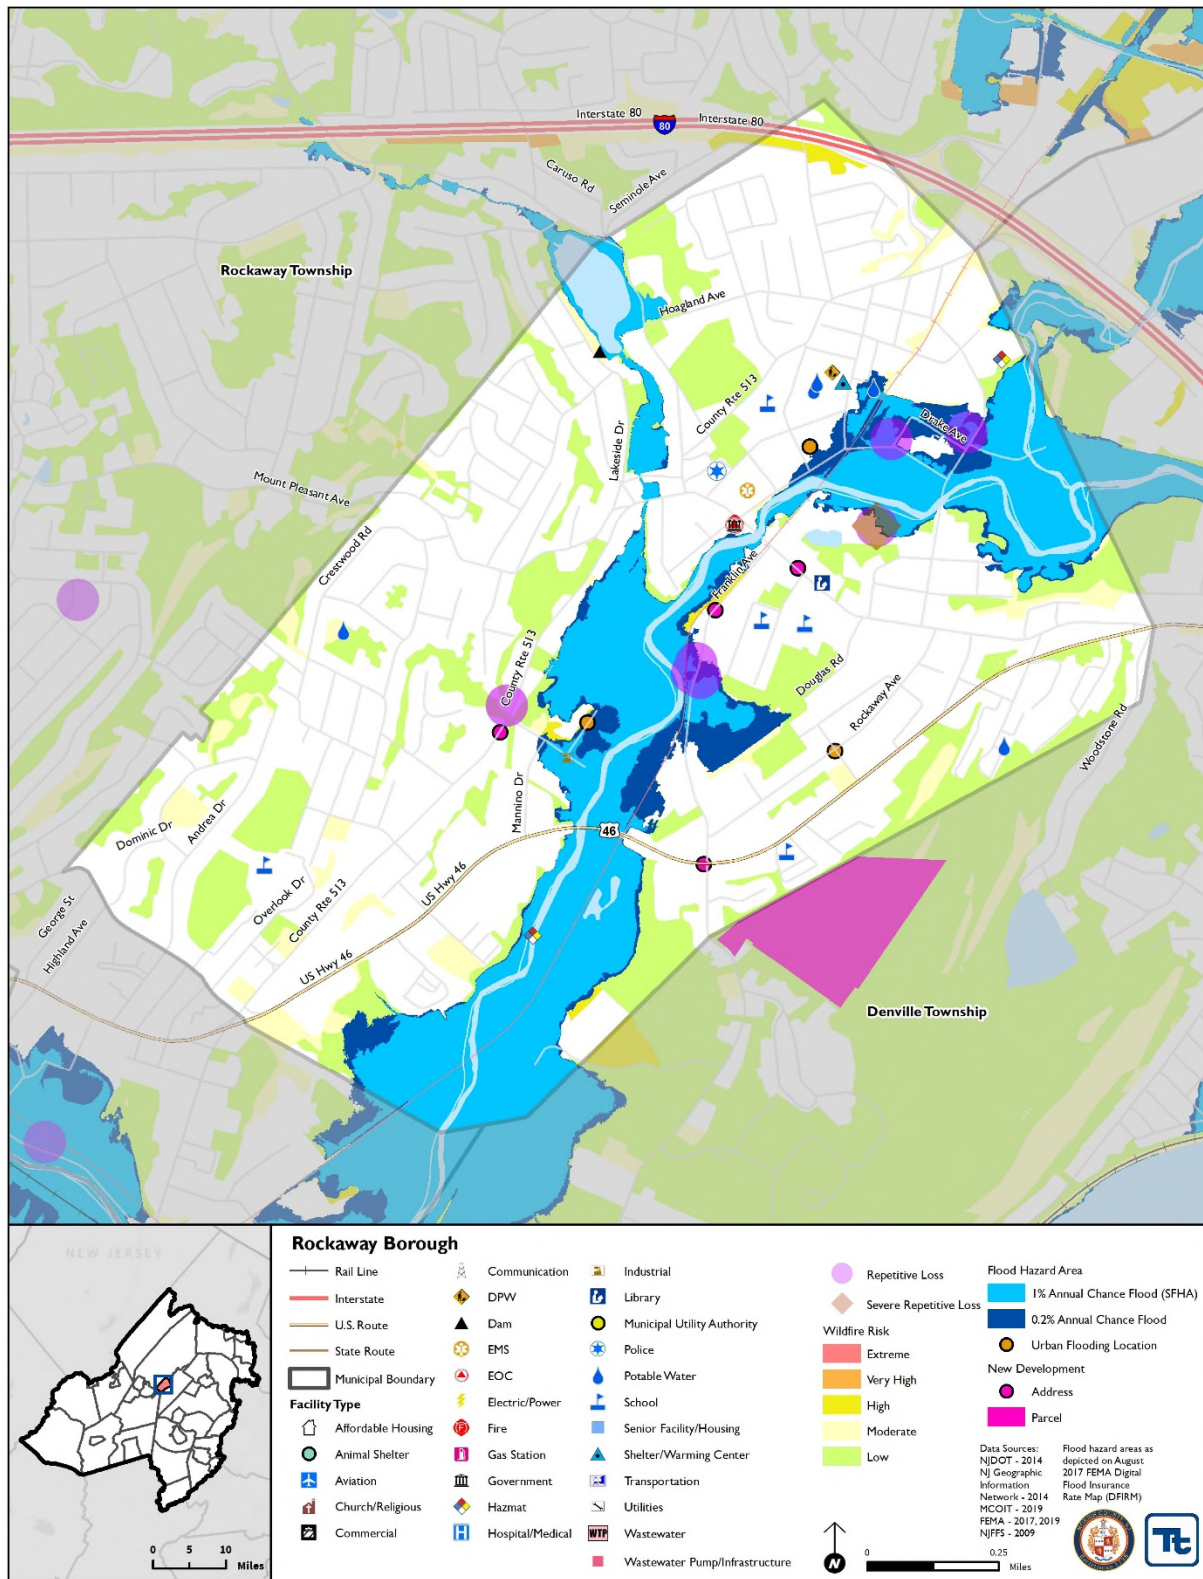 Interstate 80
80
Interstate 80
Caruso Rd
Seminole Ave
Rockaway Township
Hoagland Ave
County Rte 513
Drake Ave
Lakeside Dr
Mount Pleasant Ave
Crestwood Rd
Franklin Ave
County Rte 513
Douglas Rd
Rockaway Ave
Woodstone Rd
Mannino Dr
Dominic Dr
Andrea Dr
46
US Hwy 46
Overlook Dr
County Rte 513
George St
Highland Ave
US Hwy 46
Denville Township
NEW JERSEY
0 5 10
Miles
Rockaway Borough
Rail Line
Interstate
U.S. Route
State Route
Municipal Boundary
Facility Type
Affordable Housing
Animal Shelter
Aviation
Church/Religious
Commercial
Communication
DPW
Dam
EMS
EOC
Electric/Power
Fire
Gas Station
Government
Hazmat
Hospital/Medical
Industrial
Library
Municipal Utility Authority
Police
Potable Water
School
Senior Facility/Housing
Shelter/Warming Center
Transportation
Utilities
WTP Wastewater
Wastewater Pump/Infrastructure
Repetitive Loss
Severe Repetitive Loss
Wildfire Risk
Extreme
Very High
High
Moderate
Low
Flood Hazard Area
1% Annual Chance Flood (SFHA)
0.2% Annual Chance Flood
Urban Flooding Location
New Development
Address
Parcel
Data Sources:
NJDOT - 2014
NJ Geographic
Information
Network - 2014
MCOIT - 2019
FEMA - 2017, 2019
NJFFS - 2009
Flood hazard areas as
depicted on August
2017 FEMA Digital
Flood Insurance
Rate Map (DFIRM)
N
0 0.25
Miles
Tt